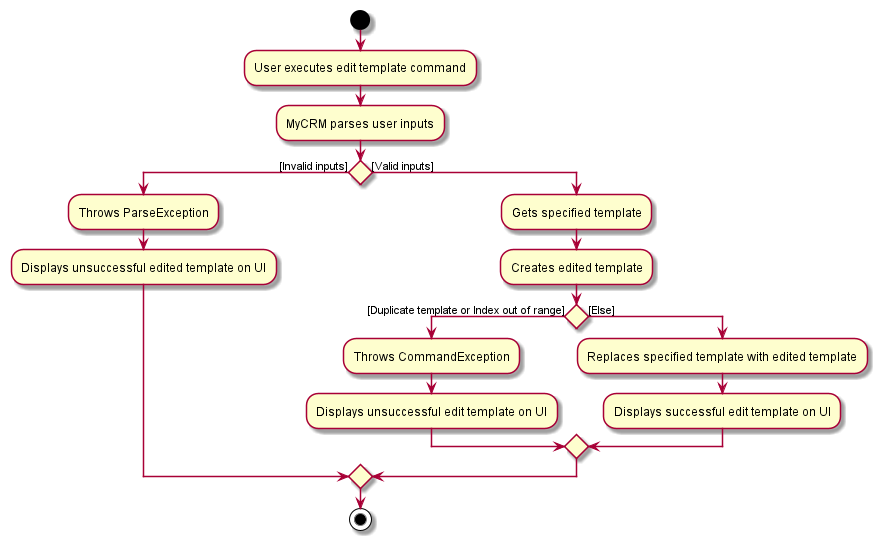 User executes edit template command
MyCRM parses user inputs
[Invalid inputs]
[Valid inputs]
Throws ParseException
Gets specified template
Displays unsuccessful edited template on UI
Creates edited template
[Duplicate template or Index out of range]
[Else]
Throws CommandException
Replaces specified template with edited template
Displays unsuccessful edit template on UI
Displays successful edit template on UI